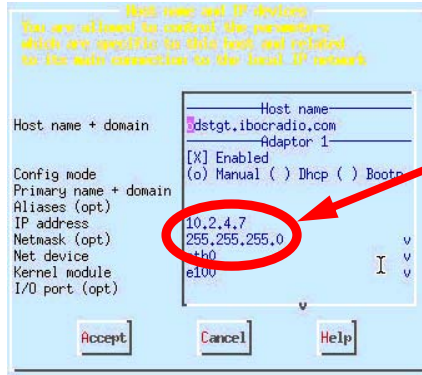 Host name and IP devices
You are allowed to control the parameters
which are specific to this host and related
to its main connection to the local IP network
Host name
Host name + domain dstgt.ibocradio.com
Adaptor 1
[X] Enabled
Config mode (o) Manual ( ) Dhcp ( ) Bootp
Primary name + domain
Aliases (opt)
IP address 10.2.4.7
Netmask (opt) 255.255.255.0 v
Net device eth0 v
Kernel module e100 v
I/O port (opt)
v
Accept Cancel Help